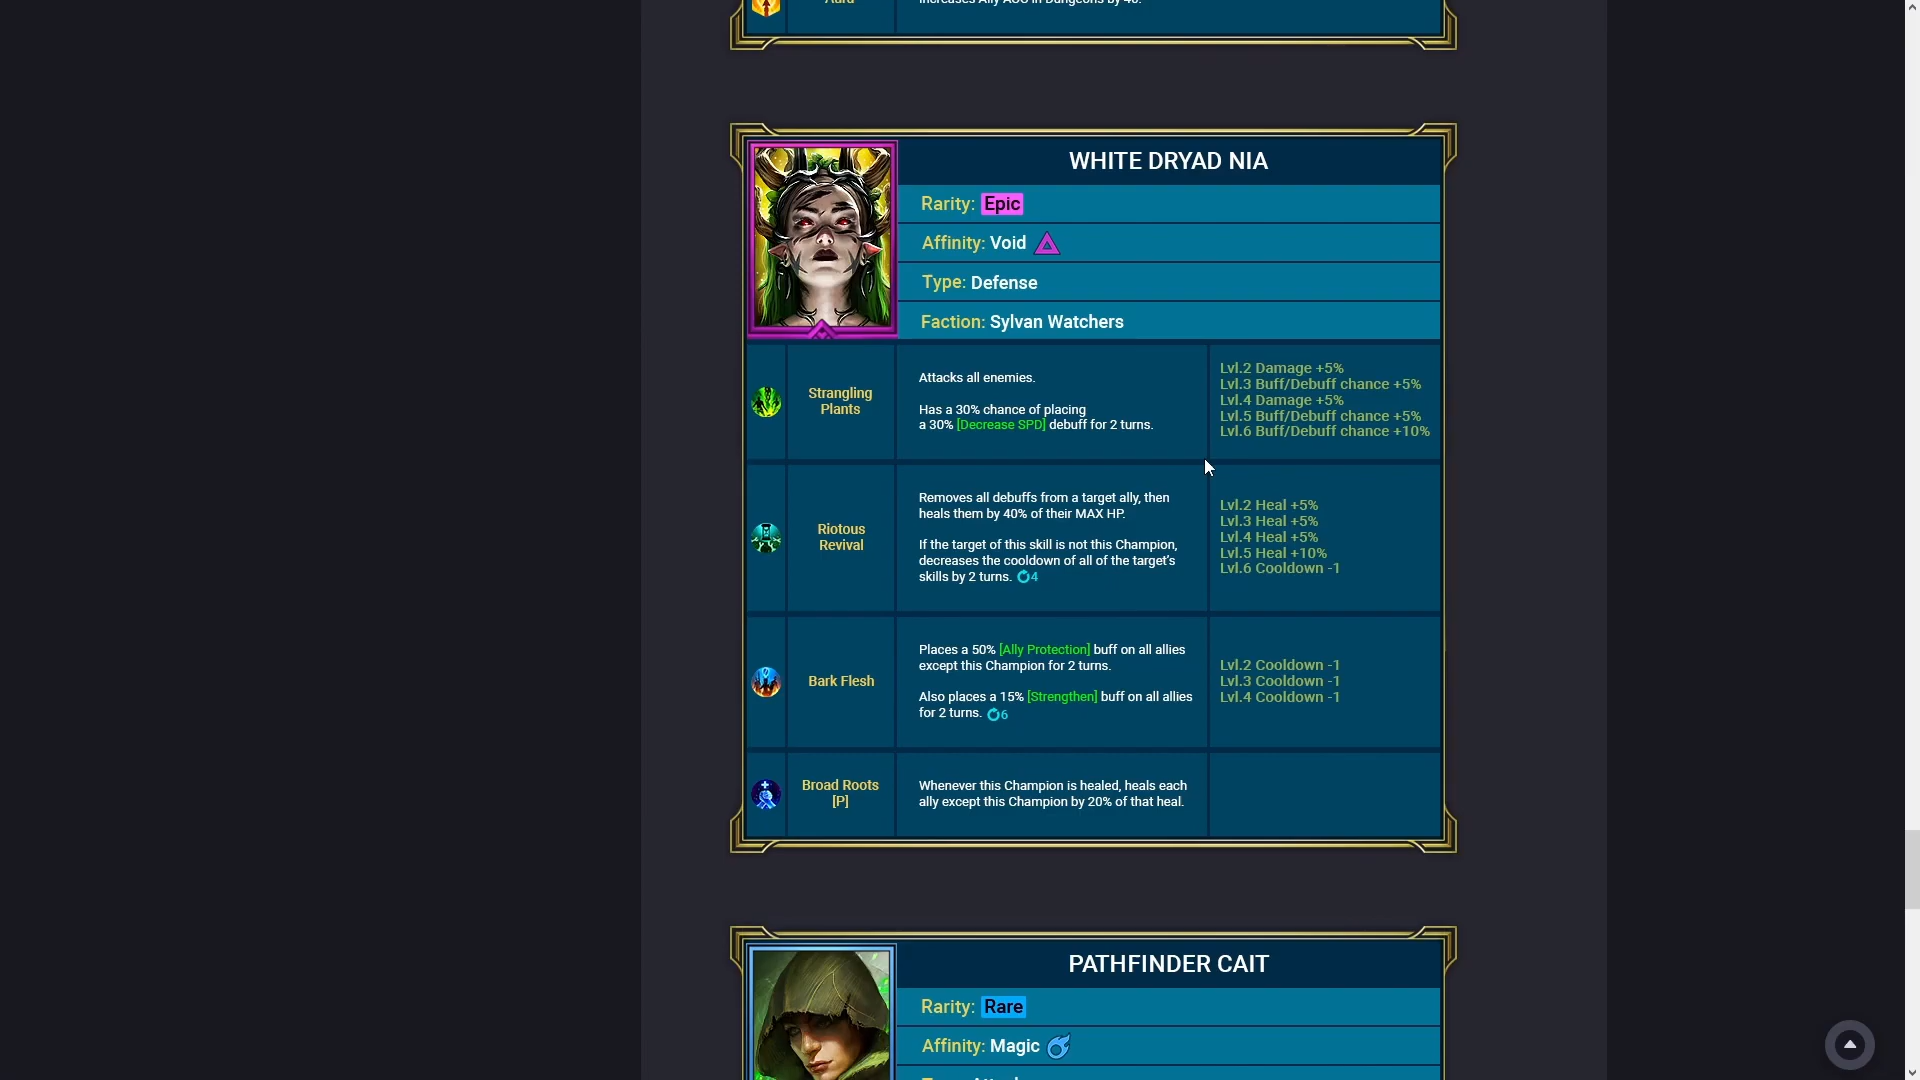 WHITE DRYAD NIA
Rarity: Epic
Affinity: Void
Type: Defense
Faction: Sylvan Watchers
Strangling
Plants
Attacks all enemies.
Has a 30% chance of placing
a 30% [Decrease SPD] debuff for 2 turns.
Lvl.2 Damage +5%
Lvl.3 Buff/Debuff chance +5%
Lvl.4 Damage +5%
Lvl.5 Buff/Debuff chance +5%
Lvl.6 Buff/Debuff chance +10%
Riotous
Revival
Removes all debuffs from a target ally, then
heals them by 40% of their MAX HP.
If the target of this skill is not this Champion,
decreases the cooldown of all of the target's
skills by 2 turns. 4
Lvl.2 Heal +5%
Lvl.3 Heal +5%
Lvl.4 Heal +5%
Lvl.5 Heal +10%
Lvl.6 Cooldown -1
Bark Flesh
Places a 50% [Ally Protection] buff on all allies
except this Champion for 2 turns.
Also places a 15% [Strengthen] buff on all allies
for 2 turns. 6
Lvl.2 Cooldown -1
Lvl.3 Cooldown -1
Lvl.4 Cooldown -1
Broad Roots
[P]
Whenever this Champion is healed, heals each
ally except this Champion by 20% of that heal.
PATHFINDER CAIT
Rarity: Rare
Affinity: Magic